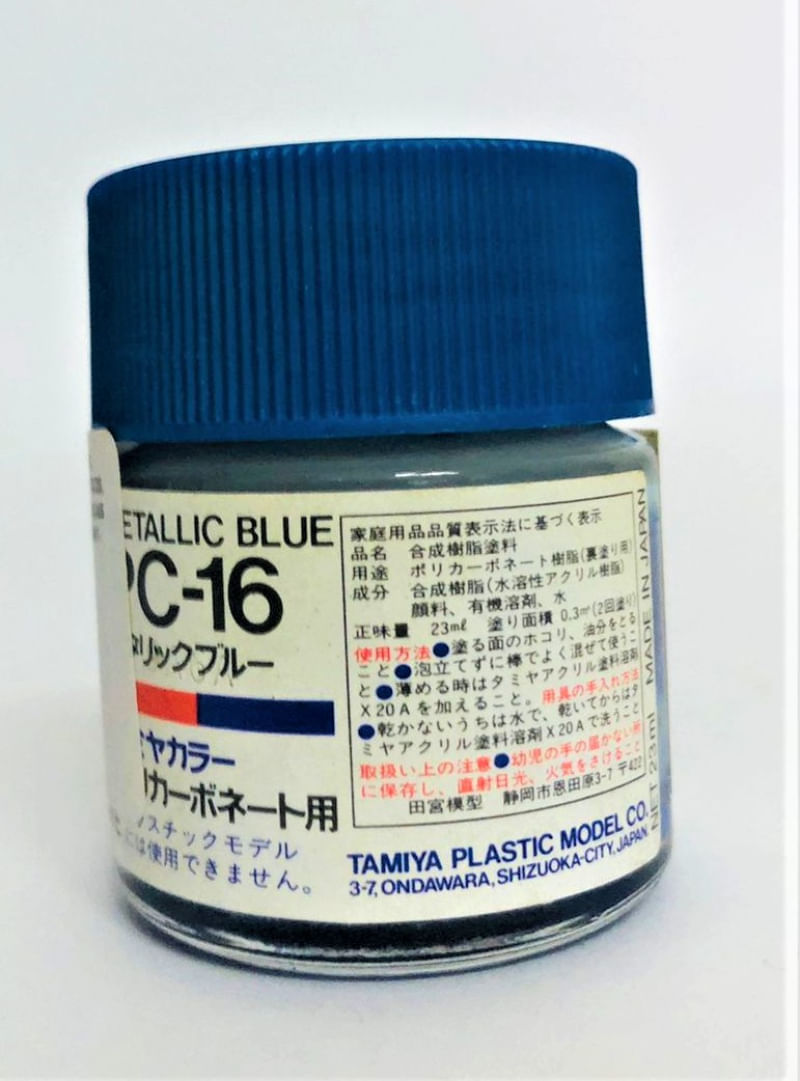 METALLIC BLUE
PC-16
メタリックブルー
ミヤカラー
カーボネート用
スチックモデル
には使用できません。
家庭用品品質表示法に基づく表示
品名 合成樹脂塗料
用途 ポリカーボネート樹脂(裏塗り用)
成分 合成樹脂(水溶性アクリル樹脂)
顔料、有機溶剤、水
正味量 23mℓ 塗り面積 0.3㎡(2回塗り)
使用方法●塗る面のホコリ、油分をとる
こと●泡立てずに棒でよく混ぜて使うこ
と●薄める時はタミヤアクリル塗料溶剤
X20Aを加えること。用具の手入れ方法
●乾かないうちは水で、乾いてからはタ
ミヤアクリル塗料溶剤X20Aで洗うこと
取扱い上の注意●幼児の手の届かない所
に保存し、直射日光、火気をさけること
田宮模型 静岡市恩田原3-7 〒422
TAMIYA PLASTIC MODEL CO.
3-7, ONDAWARA, SHIZUOKA-CITY, JAPAN.
NET 23ml MADE IN JAPAN